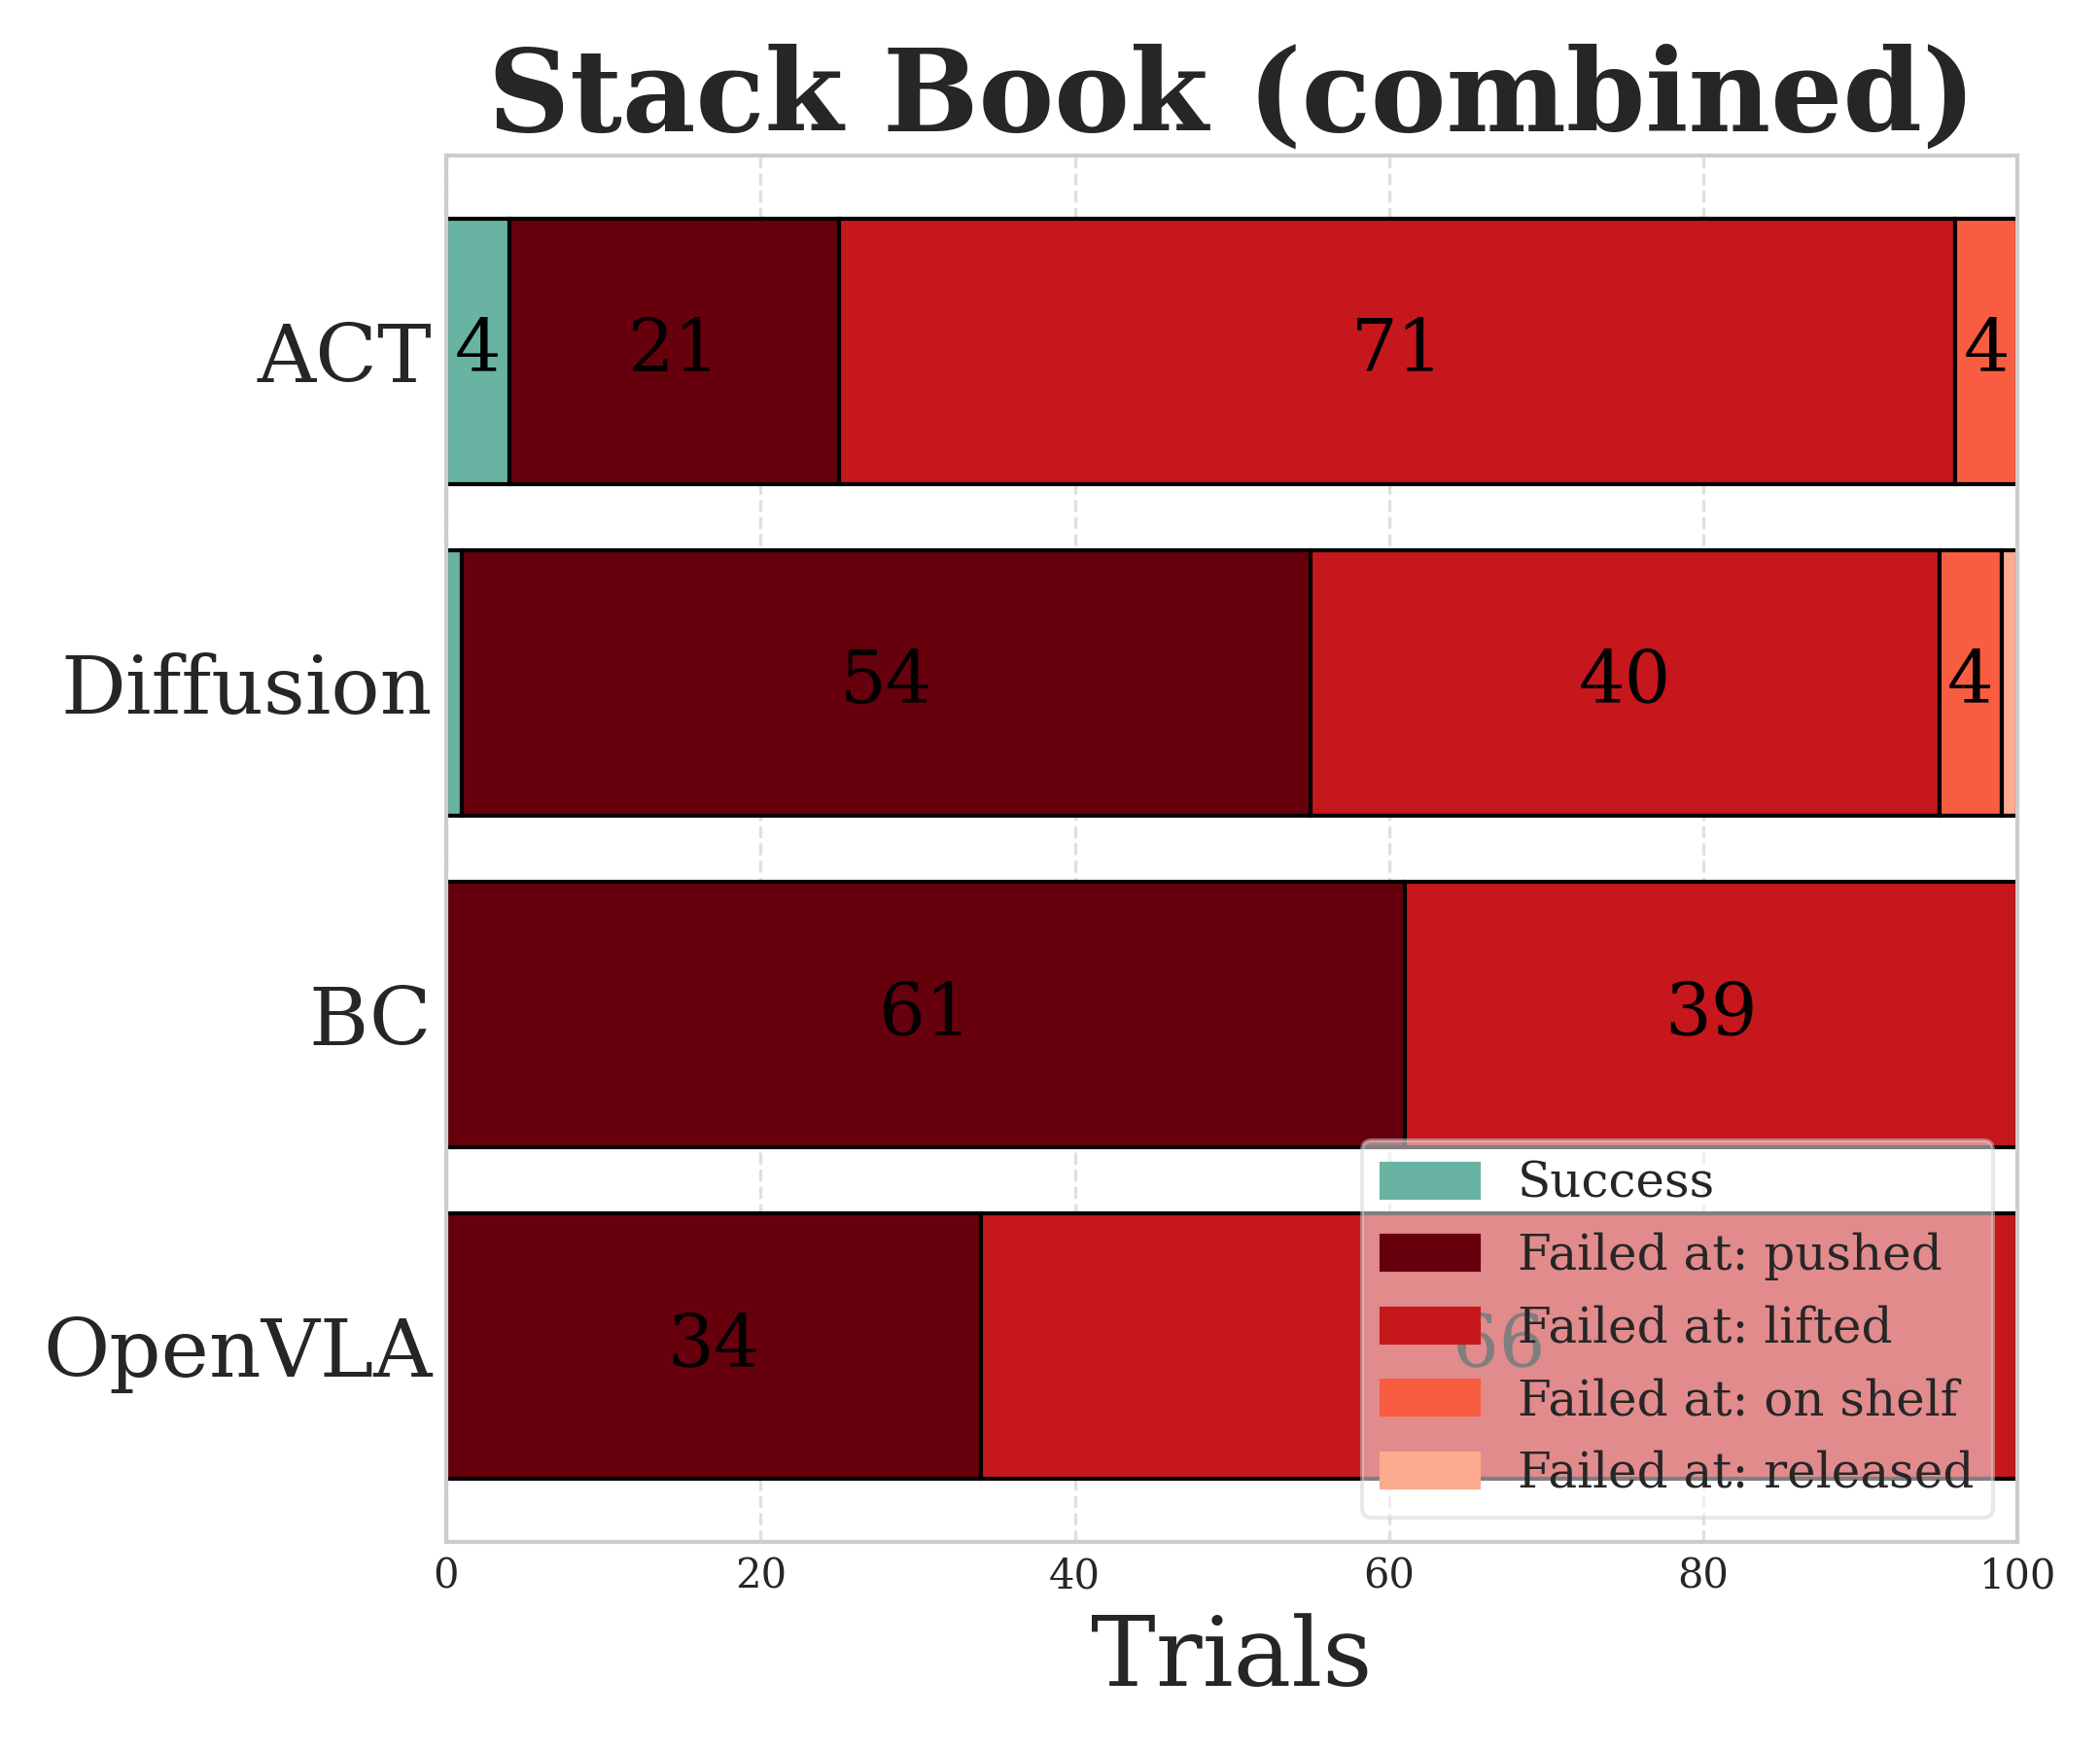 Stack Book (combined)
ACT
4 21 71 4
Diffusion
54 40 4
BC
61 39
Success
Failed at: pushed
OpenVLA
34 66
Failed at: lifted
Failed at: on shelf
Failed at: released
0 20 40 60 80 100
Trials